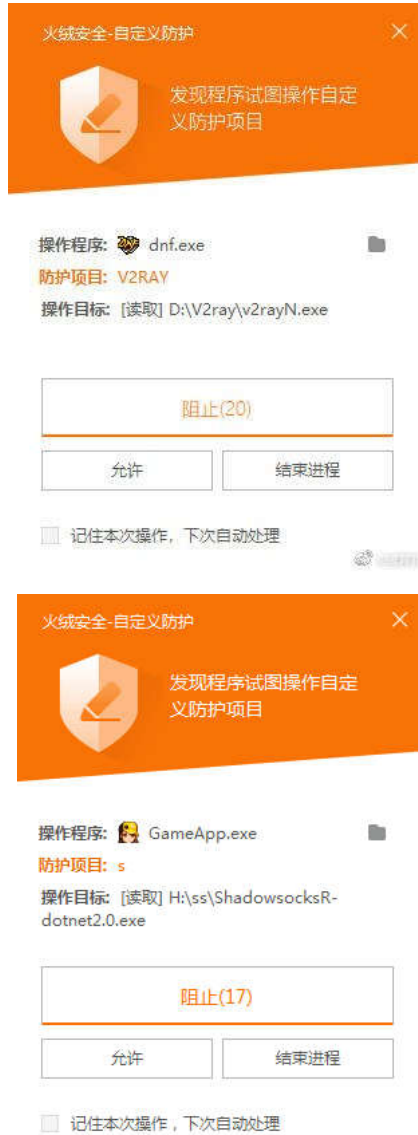 火绒安全-自定义防护
发现程序试图操作自定
义防护项目
操作程序: dnf.exe
防护项目: V2RAY
操作目标: [读取] D:\V2ray\v2rayN.exe
阻止(20)
允许
结束进程
记住本次操作，下次自动处理
火绒安全-自定义防护
发现程序试图操作自定
义防护项目
操作程序: GameApp.exe
防护项目: s
操作目标: [读取] H:\ss\ShadowsocksR-
dotnet2.0.exe
阻止(17)
允许
结束进程
记住本次操作，下次自动处理